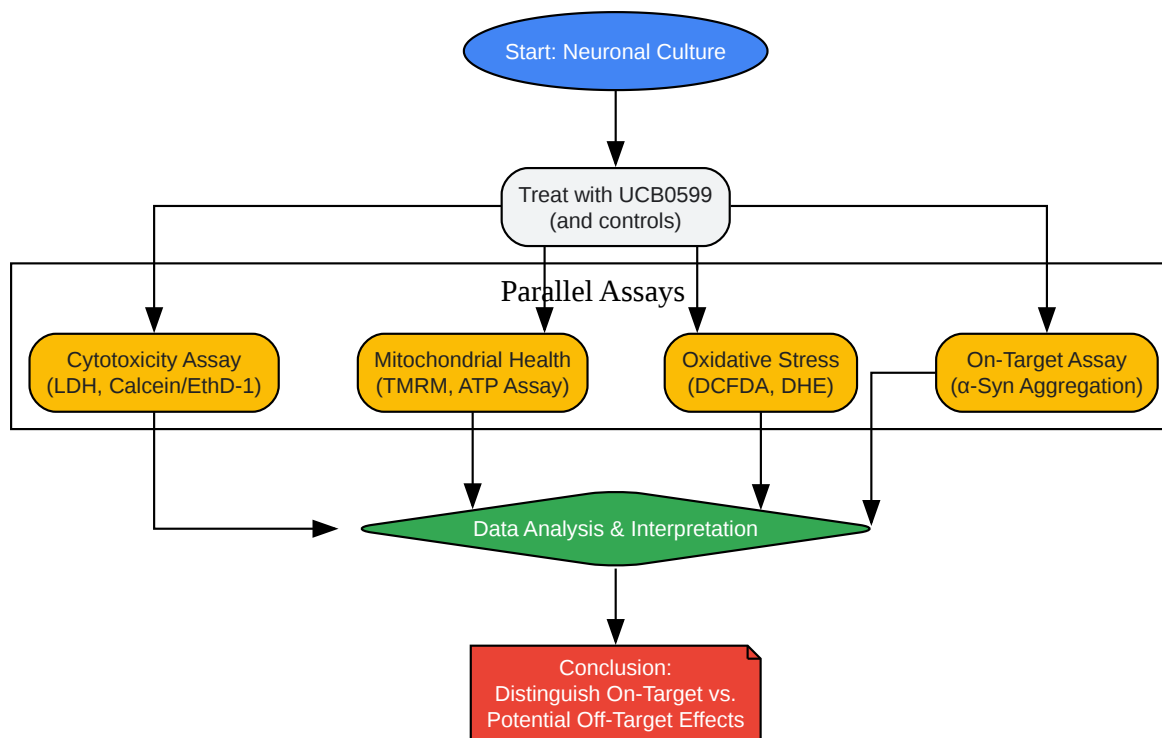 Start: Neuronal Culture
Treat with UCB0599
(and controls)
Parallel Assays
Cytotoxicity Assay
(LDH, Calcein/EthD-1)
Mitochondrial Health
(TMRM, ATP Assay)
Oxidative Stress
(DCFDA, DHE)
On-Target Assay
(α-Syn Aggregation)
Data Analysis & Interpretation
Conclusion:
Distinguish On-Target vs.
Potential Off-Target Effects